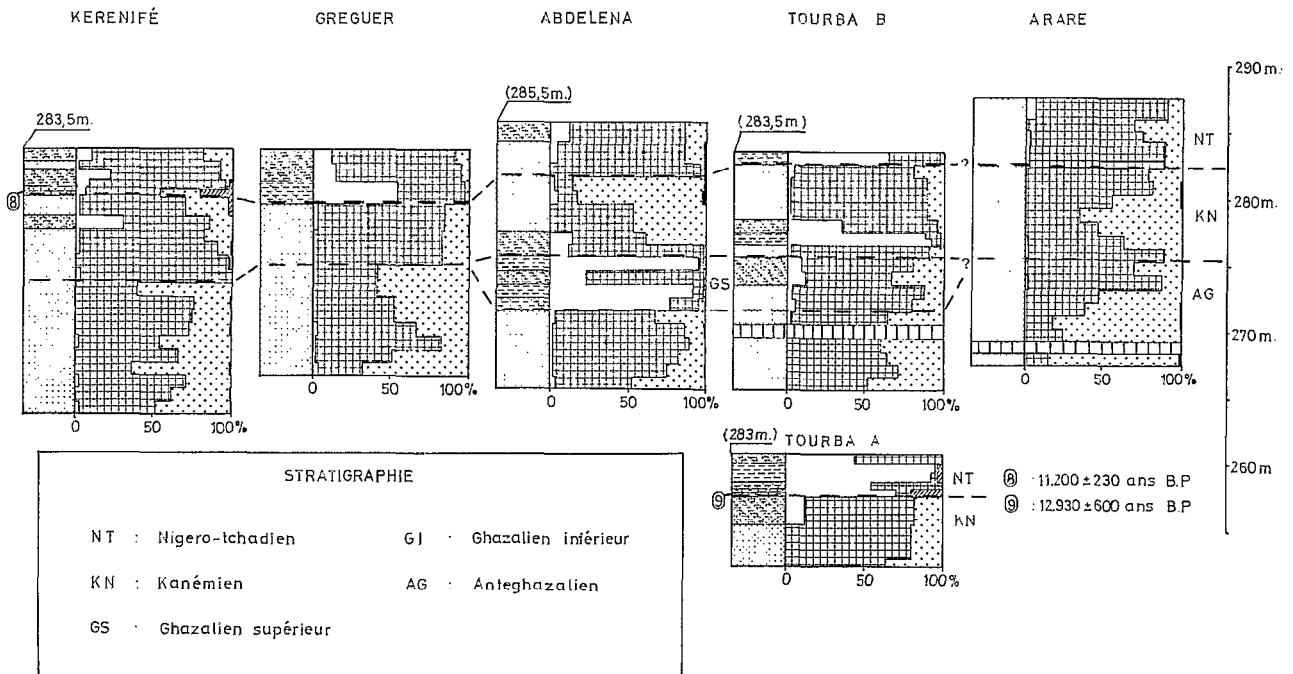 KERENIFÉ GREGUER ABDELENA TOURBA B ARARE
290 m.
(285,5m.)
283,5m. (283,5m)
NT
?
⑧
280m.
KN
?
GS
AG
270m.
0 50 100% 0 50 100% 0 50 100% 0 50 100% 0 50 100%
(283m.) TOURBA A
260m
STRATIGRAPHIE
NT ⑧ : 11.200 ± 230 ans B.P
⑨ ⑨ : 12.930 ± 600 ans B.P
KN
NT : Nigero-tchadien GI · Ghazalien inférieur
KN : Kanémien AG · Anteghazalien
0 50 100%
GS · Ghazalien supérieur